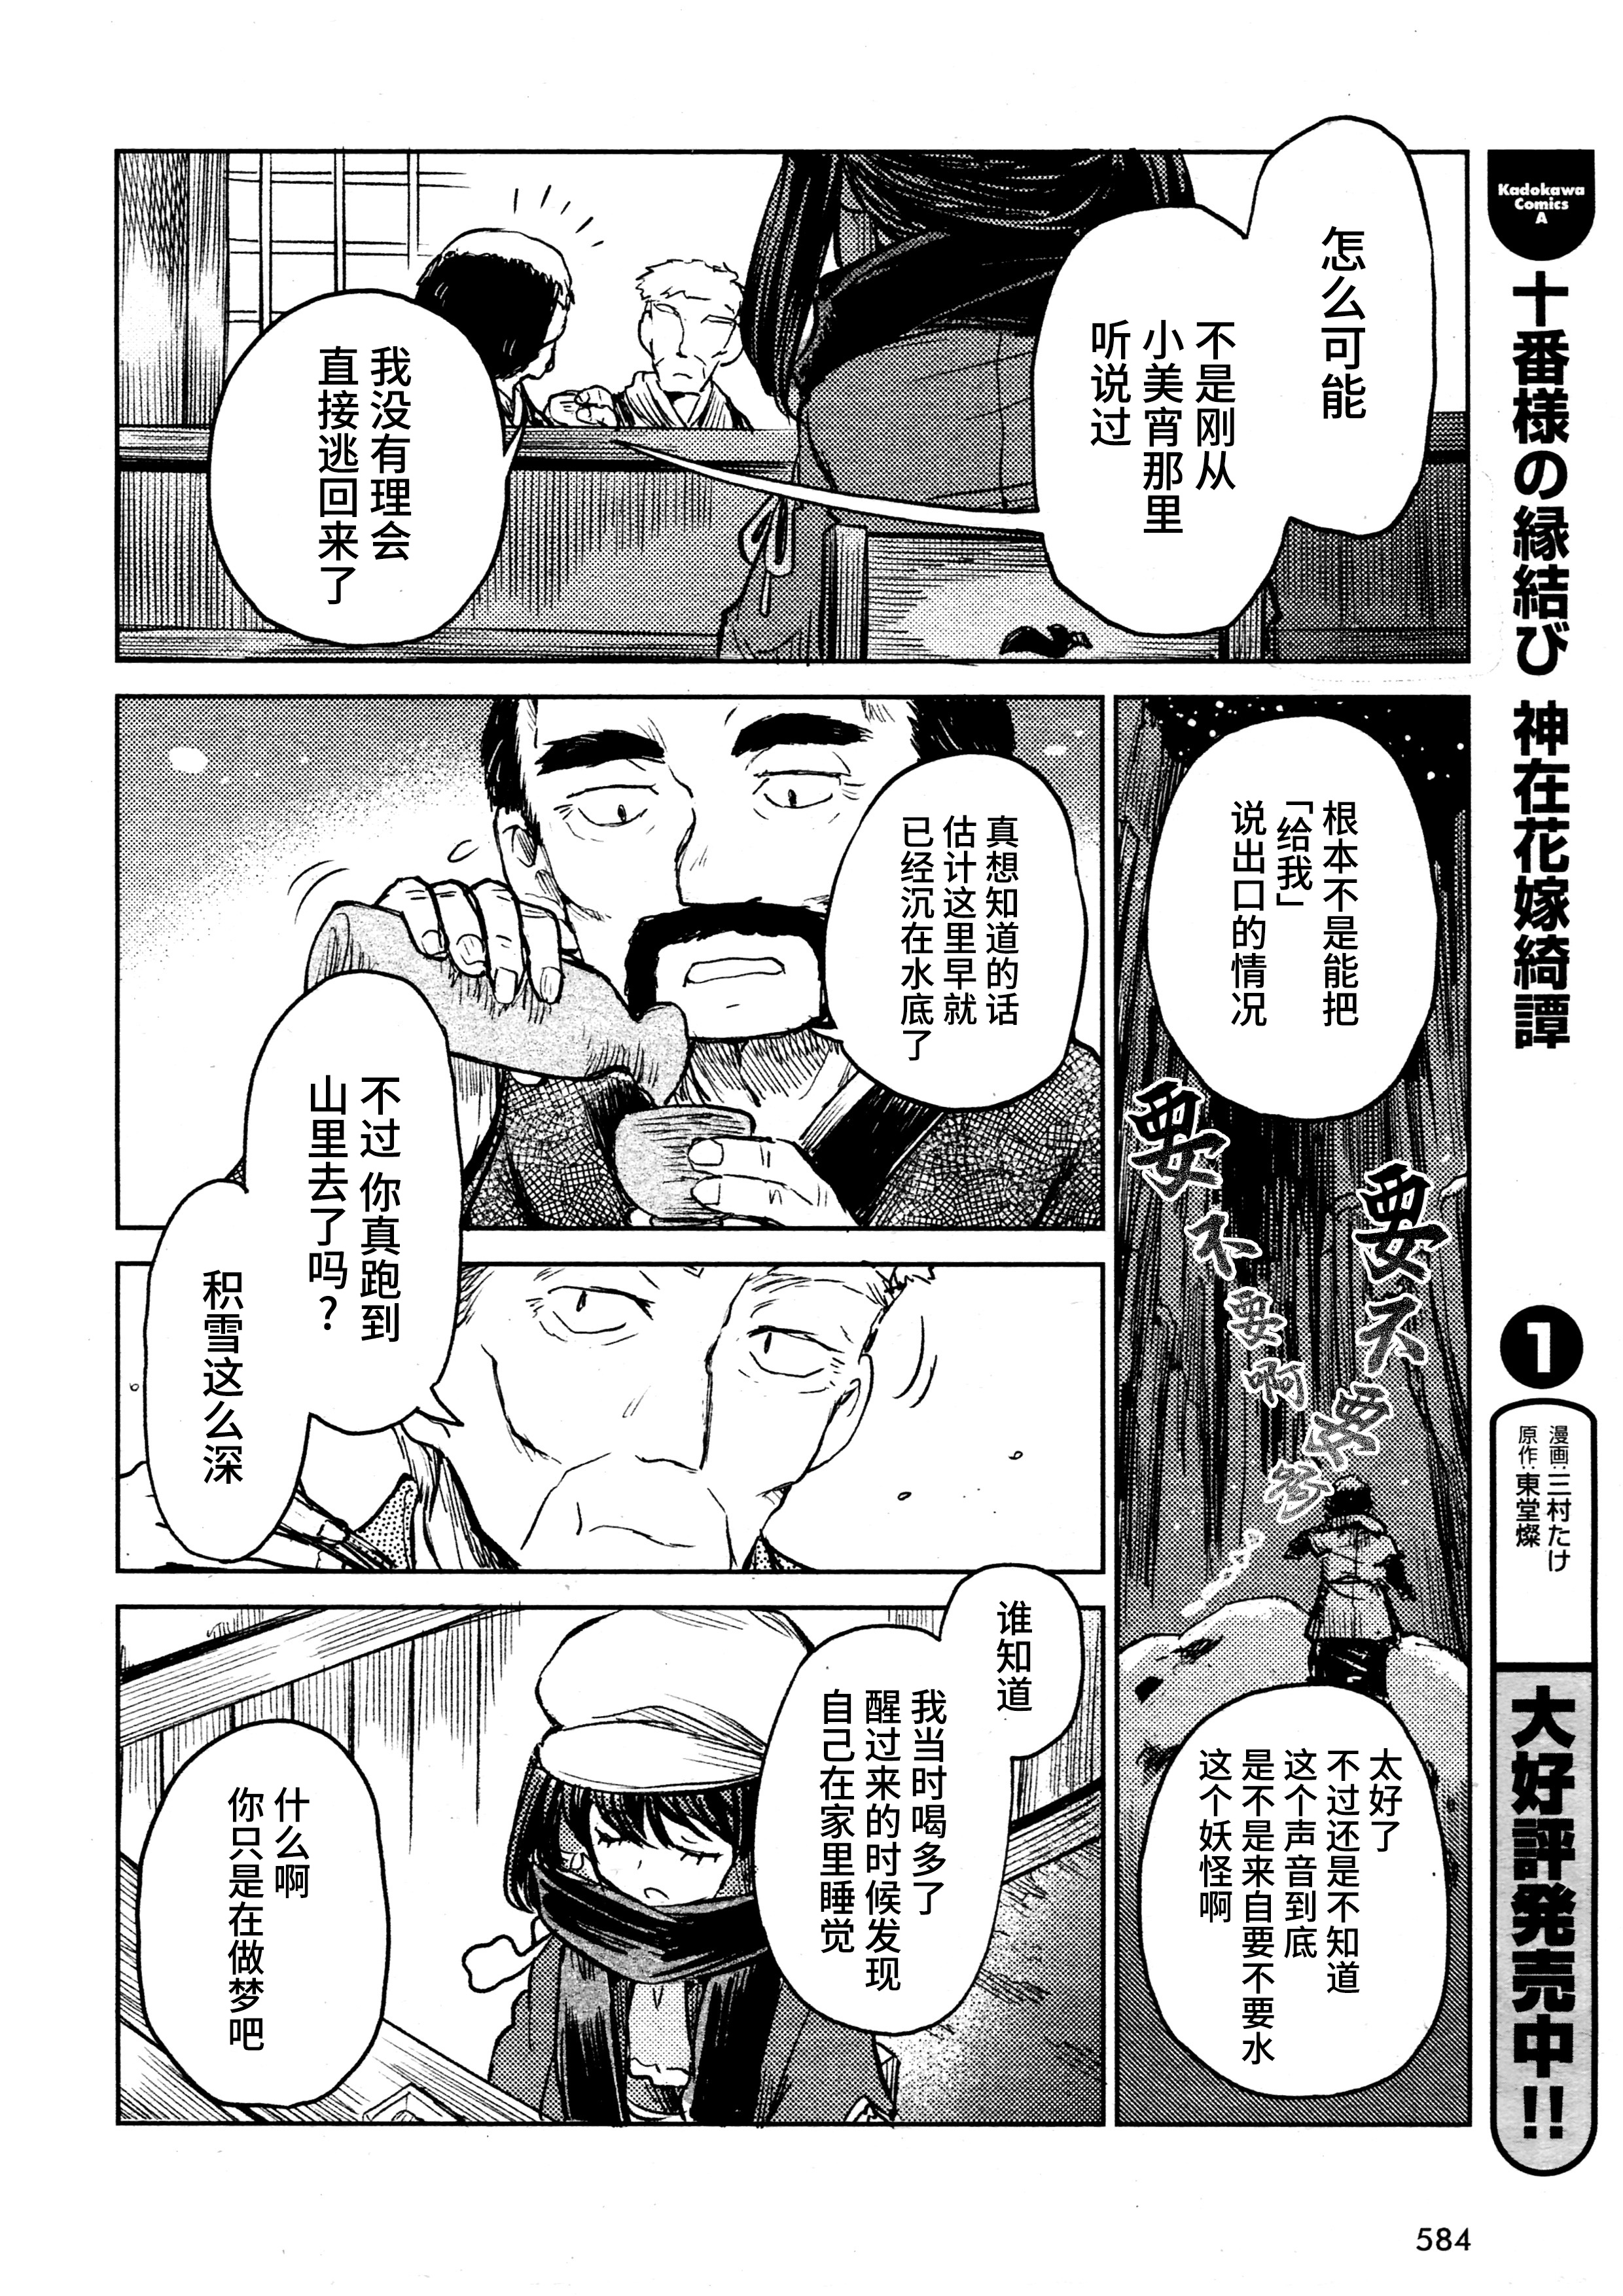 怎么可能
不是刚从
小美宵那里
听说过
我没有理会
直接逃回来了
根本不是能把
「给我」
说出口的情况
要不要
要不要啊
太好了
不过还是不知道
这个声音到底
是不是来自要不要水
这个妖怪啊
真想知道的话
估计这里早就
已经沉在水底了
不过 你真跑到
山里去了吗?
积雪这么深
谁知道
我当时喝多了
醒过来的时候发现
自己在家里睡觉
什么啊
你只是在做梦吧
Kadokawa
Comics
A
十番様の縁結び 神在花嫁綺譚
1
漫画:三村たけ
原作:東堂燦
大好評発売中!!
584